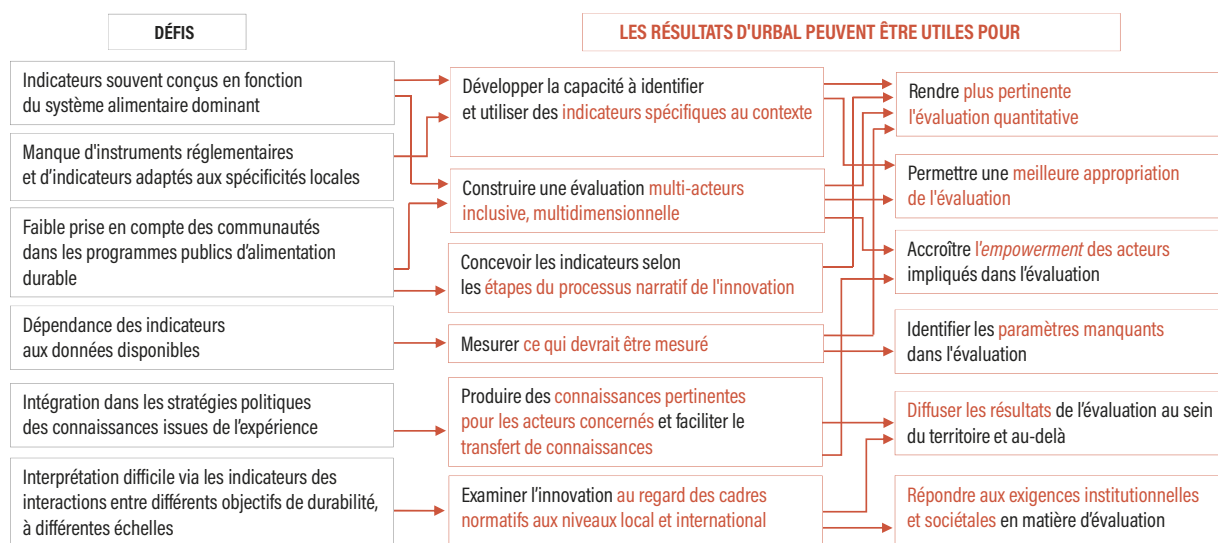 DÉFIS
LES RÉSULTATS D'URBAL PEUVENT ÊTRE UTILES POUR
Indicateurs souvent conçus en fonction
du système alimentaire dominant
Manque d'instruments réglementaires
et d’indicateurs adaptés aux spécificités locales
Faible prise en compte des communautés
dans les programmes publics d’alimentation
durable
Dépendance des indicateurs
aux données disponibles
Intégration dans les stratégies politiques
des connaissances issues de l’expérience
Interprétation difficile via les indicateurs des
interactions entre différents objectifs de durabilité,
à différentes échelles
Développer la capacité à identifier
et utiliser des indicateurs spécifiques au contexte
Construire une évaluation multi-acteurs
inclusive, multidimensionnelle
Concevoir les indicateurs selon
les étapes du processus narratif de l'innovation
Mesurer ce qui devrait être mesuré
Produire des connaissances pertinentes
pour les acteurs concernés et faciliter le
transfert de connaissances
Examiner l’innovation au regard des cadres
normatifs aux niveaux local et international
Rendre plus pertinente
l'évaluation quantitative
Permettre une meilleure appropriation
de l'évaluation
Accroître l’empowerment des acteurs
impliqués dans l’évaluation
Identifier les paramètres manquants
dans l'évaluation
Diffuser les résultats de l’évaluation au sein
du territoire et au-delà
Répondre aux exigences institutionnelles
et sociétales en matière d’évaluation